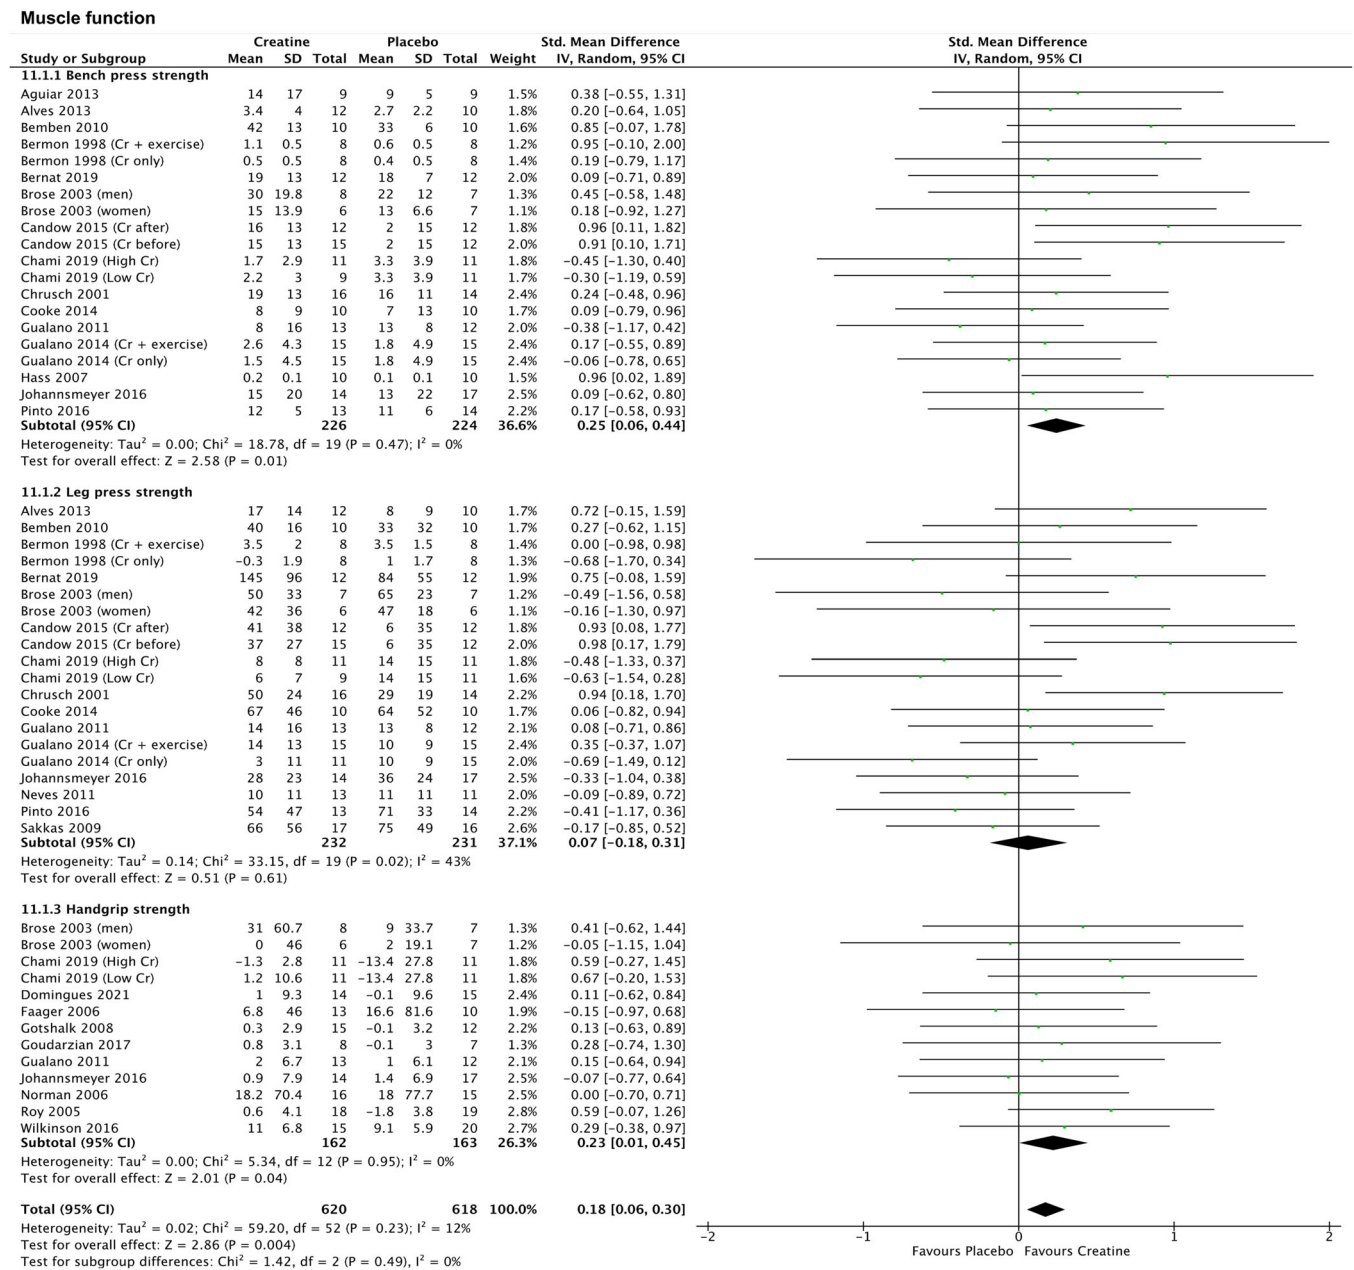 Muscle function
Creatine Placebo Std. Mean Difference Std. Mean Difference
Study or Subgroup Mean SD Total Mean SD Total Weight IV, Random, 95% CI IV, Random, 95% CI
11.1.1 Bench press strength
Aguiar 2013 14 17 9 9 5 9 1.5% 0.38 [−0.55, 1.31]
Alves 2013 3.4 4 12 2.7 2.2 10 1.8% 0.20 [−0.64, 1.05]
Bemben 2010 42 13 10 33 6 10 1.6% 0.85 [−0.07, 1.78]
Bermon 1998 (Cr + exercise) 1.1 0.5 8 0.6 0.5 8 1.2% 0.95 [−0.10, 2.00]
Bermon 1998 (Cr only) 0.5 0.5 8 0.4 0.5 8 1.4% 0.19 [−0.79, 1.17]
Bernat 2019 19 13 12 18 7 12 2.0% 0.09 [−0.71, 0.89]
Brose 2003 (men) 30 19.8 8 22 12 7 1.3% 0.45 [−0.58, 1.48]
Brose 2003 (women) 15 13.9 6 13 6.6 7 1.1% 0.18 [−0.92, 1.27]
Candow 2015 (Cr after) 16 13 12 2 15 12 1.8% 0.96 [0.11, 1.82]
Candow 2015 (Cr before) 15 13 15 2 15 12 2.0% 0.91 [0.10, 1.71]
Chami 2019 (High Cr) 1.7 2.9 11 3.3 3.9 11 1.8% −0.45 [−1.30, 0.40]
Chami 2019 (Low Cr) 2.2 3 9 3.3 3.9 11 1.7% −0.30 [−1.19, 0.59]
Chrusch 2001 19 13 16 16 11 14 2.4% 0.24 [−0.48, 0.96]
Cooke 2014 8 9 10 7 13 10 1.7% 0.09 [−0.79, 0.96]
Gualano 2011 8 16 13 13 8 12 2.0% −0.38 [−1.17, 0.42]
Gualano 2014 (Cr + exercise) 2.6 4.3 15 1.8 4.9 15 2.4% 0.17 [−0.55, 0.89]
Gualano 2014 (Cr only) 1.5 4.5 15 1.8 4.9 15 2.4% −0.06 [−0.78, 0.65]
Hass 2007 0.2 0.1 10 0.1 0.1 10 1.5% 0.96 [0.02, 1.89]
Johannsmeyer 2016 15 20 14 13 22 17 2.5% 0.09 [−0.62, 0.80]
Pinto 2016 12 5 13 11 6 14 2.2% 0.17 [−0.58, 0.93]
Subtotal (95% CI) 226 224 36.6% 0.25 [0.06, 0.44]
Heterogeneity: Tau² = 0.00; Chi² = 18.78, df = 19 (P = 0.47); I² = 0%
Test for overall effect: Z = 2.58 (P = 0.01)
11.1.2 Leg press strength
Alves 2013 17 14 12 8 9 10 1.7% 0.72 [−0.15, 1.59]
Bemben 2010 40 16 10 33 32 10 1.7% 0.27 [−0.62, 1.15]
Bermon 1998 (Cr + exercise) 3.5 2 8 3.5 1.5 8 1.4% 0.00 [−0.98, 0.98]
Bermon 1998 (Cr only) −0.3 1.9 8 1 1.7 8 1.3% −0.68 [−1.70, 0.34]
Bernat 2019 145 96 12 84 55 12 1.9% 0.75 [−0.08, 1.59]
Brose 2003 (men) 50 33 7 65 23 7 1.2% −0.49 [−1.56, 0.58]
Brose 2003 (women) 42 36 6 47 18 6 1.1% −0.16 [−1.30, 0.97]
Candow 2015 (Cr after) 41 38 12 6 35 12 1.8% 0.93 [0.08, 1.77]
Candow 2015 (Cr before) 37 27 15 6 35 12 2.0% 0.98 [0.17, 1.79]
Chami 2019 (High Cr) 8 8 11 14 15 11 1.8% −0.48 [−1.33, 0.37]
Chami 2019 (Low Cr) 6 7 9 14 15 11 1.6% −0.63 [−1.54, 0.28]
Chrusch 2001 50 24 16 29 19 14 2.2% 0.94 [0.18, 1.70]
Cooke 2014 67 46 10 64 52 10 1.7% 0.06 [−0.82, 0.94]
Gualano 2011 14 16 13 13 8 12 2.1% 0.08 [−0.71, 0.86]
Gualano 2014 (Cr + exercise) 14 13 15 10 9 15 2.4% 0.35 [−0.37, 1.07]
Gualano 2014 (Cr only) 3 11 11 10 9 15 2.0% −0.69 [−1.49, 0.12]
Johannsmeyer 2016 28 23 14 36 24 17 2.5% −0.33 [−1.04, 0.38]
Neves 2011 10 11 13 11 11 11 2.0% −0.09 [−0.89, 0.72]
Pinto 2016 54 47 13 71 33 14 2.2% −0.41 [−1.17, 0.36]
Sakkas 2009 66 56 17 75 49 16 2.6% −0.17 [−0.85, 0.52]
Subtotal (95% CI) 232 231 37.1% 0.07 [−0.18, 0.31]
Heterogeneity: Tau² = 0.14; Chi² = 33.15, df = 19 (P = 0.02); I² = 43%
Test for overall effect: Z = 0.51 (P = 0.61)
11.1.3 Handgrip strength
Brose 2003 (men) 31 60.7 8 9 33.7 7 1.3% 0.41 [−0.62, 1.44]
Brose 2003 (women) 0 46 6 2 19.1 7 1.2% −0.05 [−1.15, 1.04]
Chami 2019 (High Cr) −1.3 2.8 11 −13.4 27.8 11 1.8% 0.59 [−0.27, 1.45]
Chami 2019 (Low Cr) 1.2 10.6 11 −13.4 27.8 11 1.8% 0.67 [−0.20, 1.53]
Domingues 2021 1 9.3 14 −0.1 9.6 15 2.4% 0.11 [−0.62, 0.84]
Faager 2006 6.8 46 13 16.6 81.6 10 1.9% −0.15 [−0.97, 0.68]
Gotshalk 2008 0.3 2.9 15 −0.1 3.2 12 2.2% 0.13 [−0.63, 0.89]
Goudarzian 2017 0.8 3.1 8 −0.1 3 7 1.3% 0.28 [−0.74, 1.30]
Gualano 2011 2 6.7 13 1 6.1 12 2.1% 0.15 [−0.64, 0.94]
Johannsmeyer 2016 0.9 7.9 14 1.4 6.9 17 2.5% −0.07 [−0.77, 0.64]
Norman 2006 18.2 70.4 16 18 77.7 15 2.5% 0.00 [−0.70, 0.71]
Roy 2005 0.6 4.1 18 −1.8 3.8 19 2.8% 0.59 [−0.07, 1.26]
Wilkinson 2016 11 6.8 15 9.1 5.9 20 2.7% 0.29 [−0.38, 0.97]
Subtotal (95% CI) 162 163 26.3% 0.23 [0.01, 0.45]
Heterogeneity: Tau² = 0.00; Chi² = 5.34, df = 12 (P = 0.95); I² = 0%
Test for overall effect: Z = 2.01 (P = 0.04)
Total (95% CI) 620 618 100.0% 0.18 [0.06, 0.30]
Heterogeneity: Tau² = 0.02; Chi² = 59.20, df = 52 (P = 0.23); I² = 12%
Test for overall effect: Z = 2.86 (P = 0.004)
Test for subgroup differences: Chi² = 1.42, df = 2 (P = 0.49), I² = 0%
−2 −1 0 1 2
Favours Placebo Favours Creatine